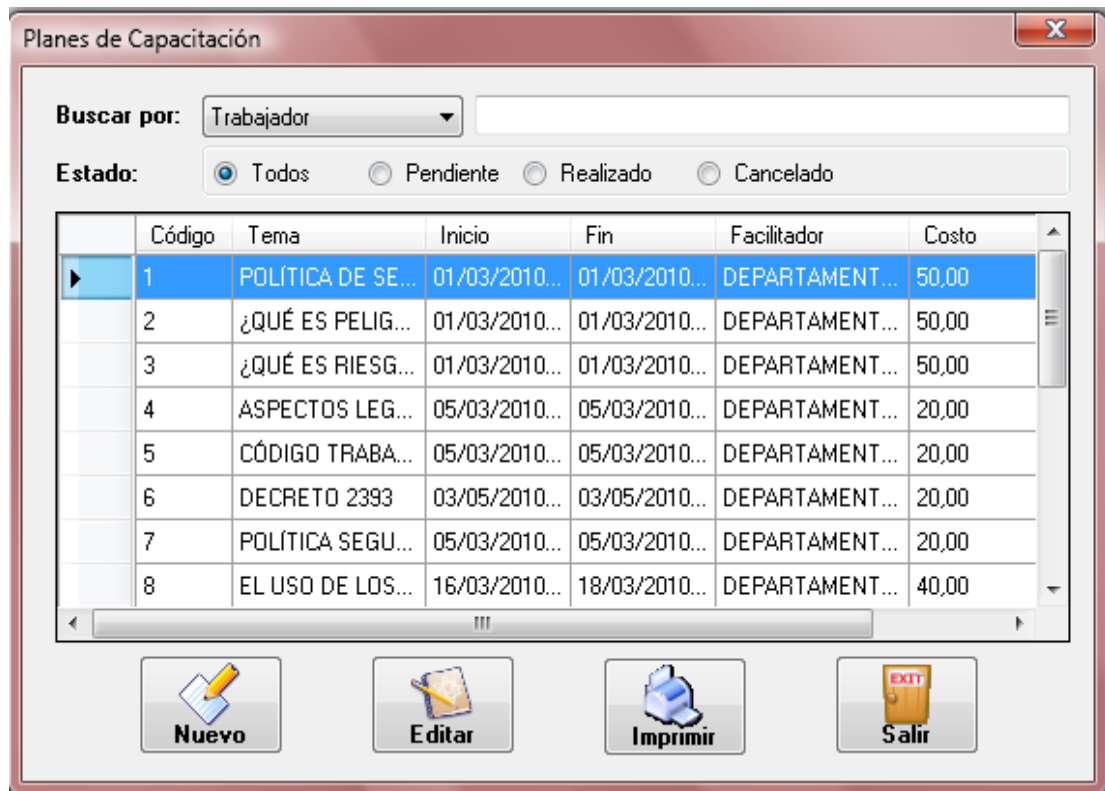 Planes de Capacitación
Buscar por: Trabajador
Estado: Todos Pendiente Realizado Cancelado
Código Tema Inicio Fin Facilitador Costo
1 POLÍTICA DE SE... 01/03/2010... 01/03/2010... DEPARTAMENT... 50,00
2 ¿QUÉ ES PELIG... 01/03/2010... 01/03/2010... DEPARTAMENT... 50,00
3 ¿QUÉ ES RIESG... 01/03/2010... 01/03/2010... DEPARTAMENT... 50,00
4 ASPECTOS LEG... 05/03/2010... 05/03/2010... DEPARTAMENT... 20,00
5 CÓDIGO TRABA... 05/03/2010... 05/03/2010... DEPARTAMENT... 20,00
6 DECRETO 2393 03/05/2010... 03/05/2010... DEPARTAMENT... 20,00
7 POLÍTICA SEGU... 05/03/2010... 05/03/2010... DEPARTAMENT... 20,00
8 EL USO DE LOS... 16/03/2010... 18/03/2010... DEPARTAMENT... 40,00
EXIT
Nuevo Editar Imprimir Salir